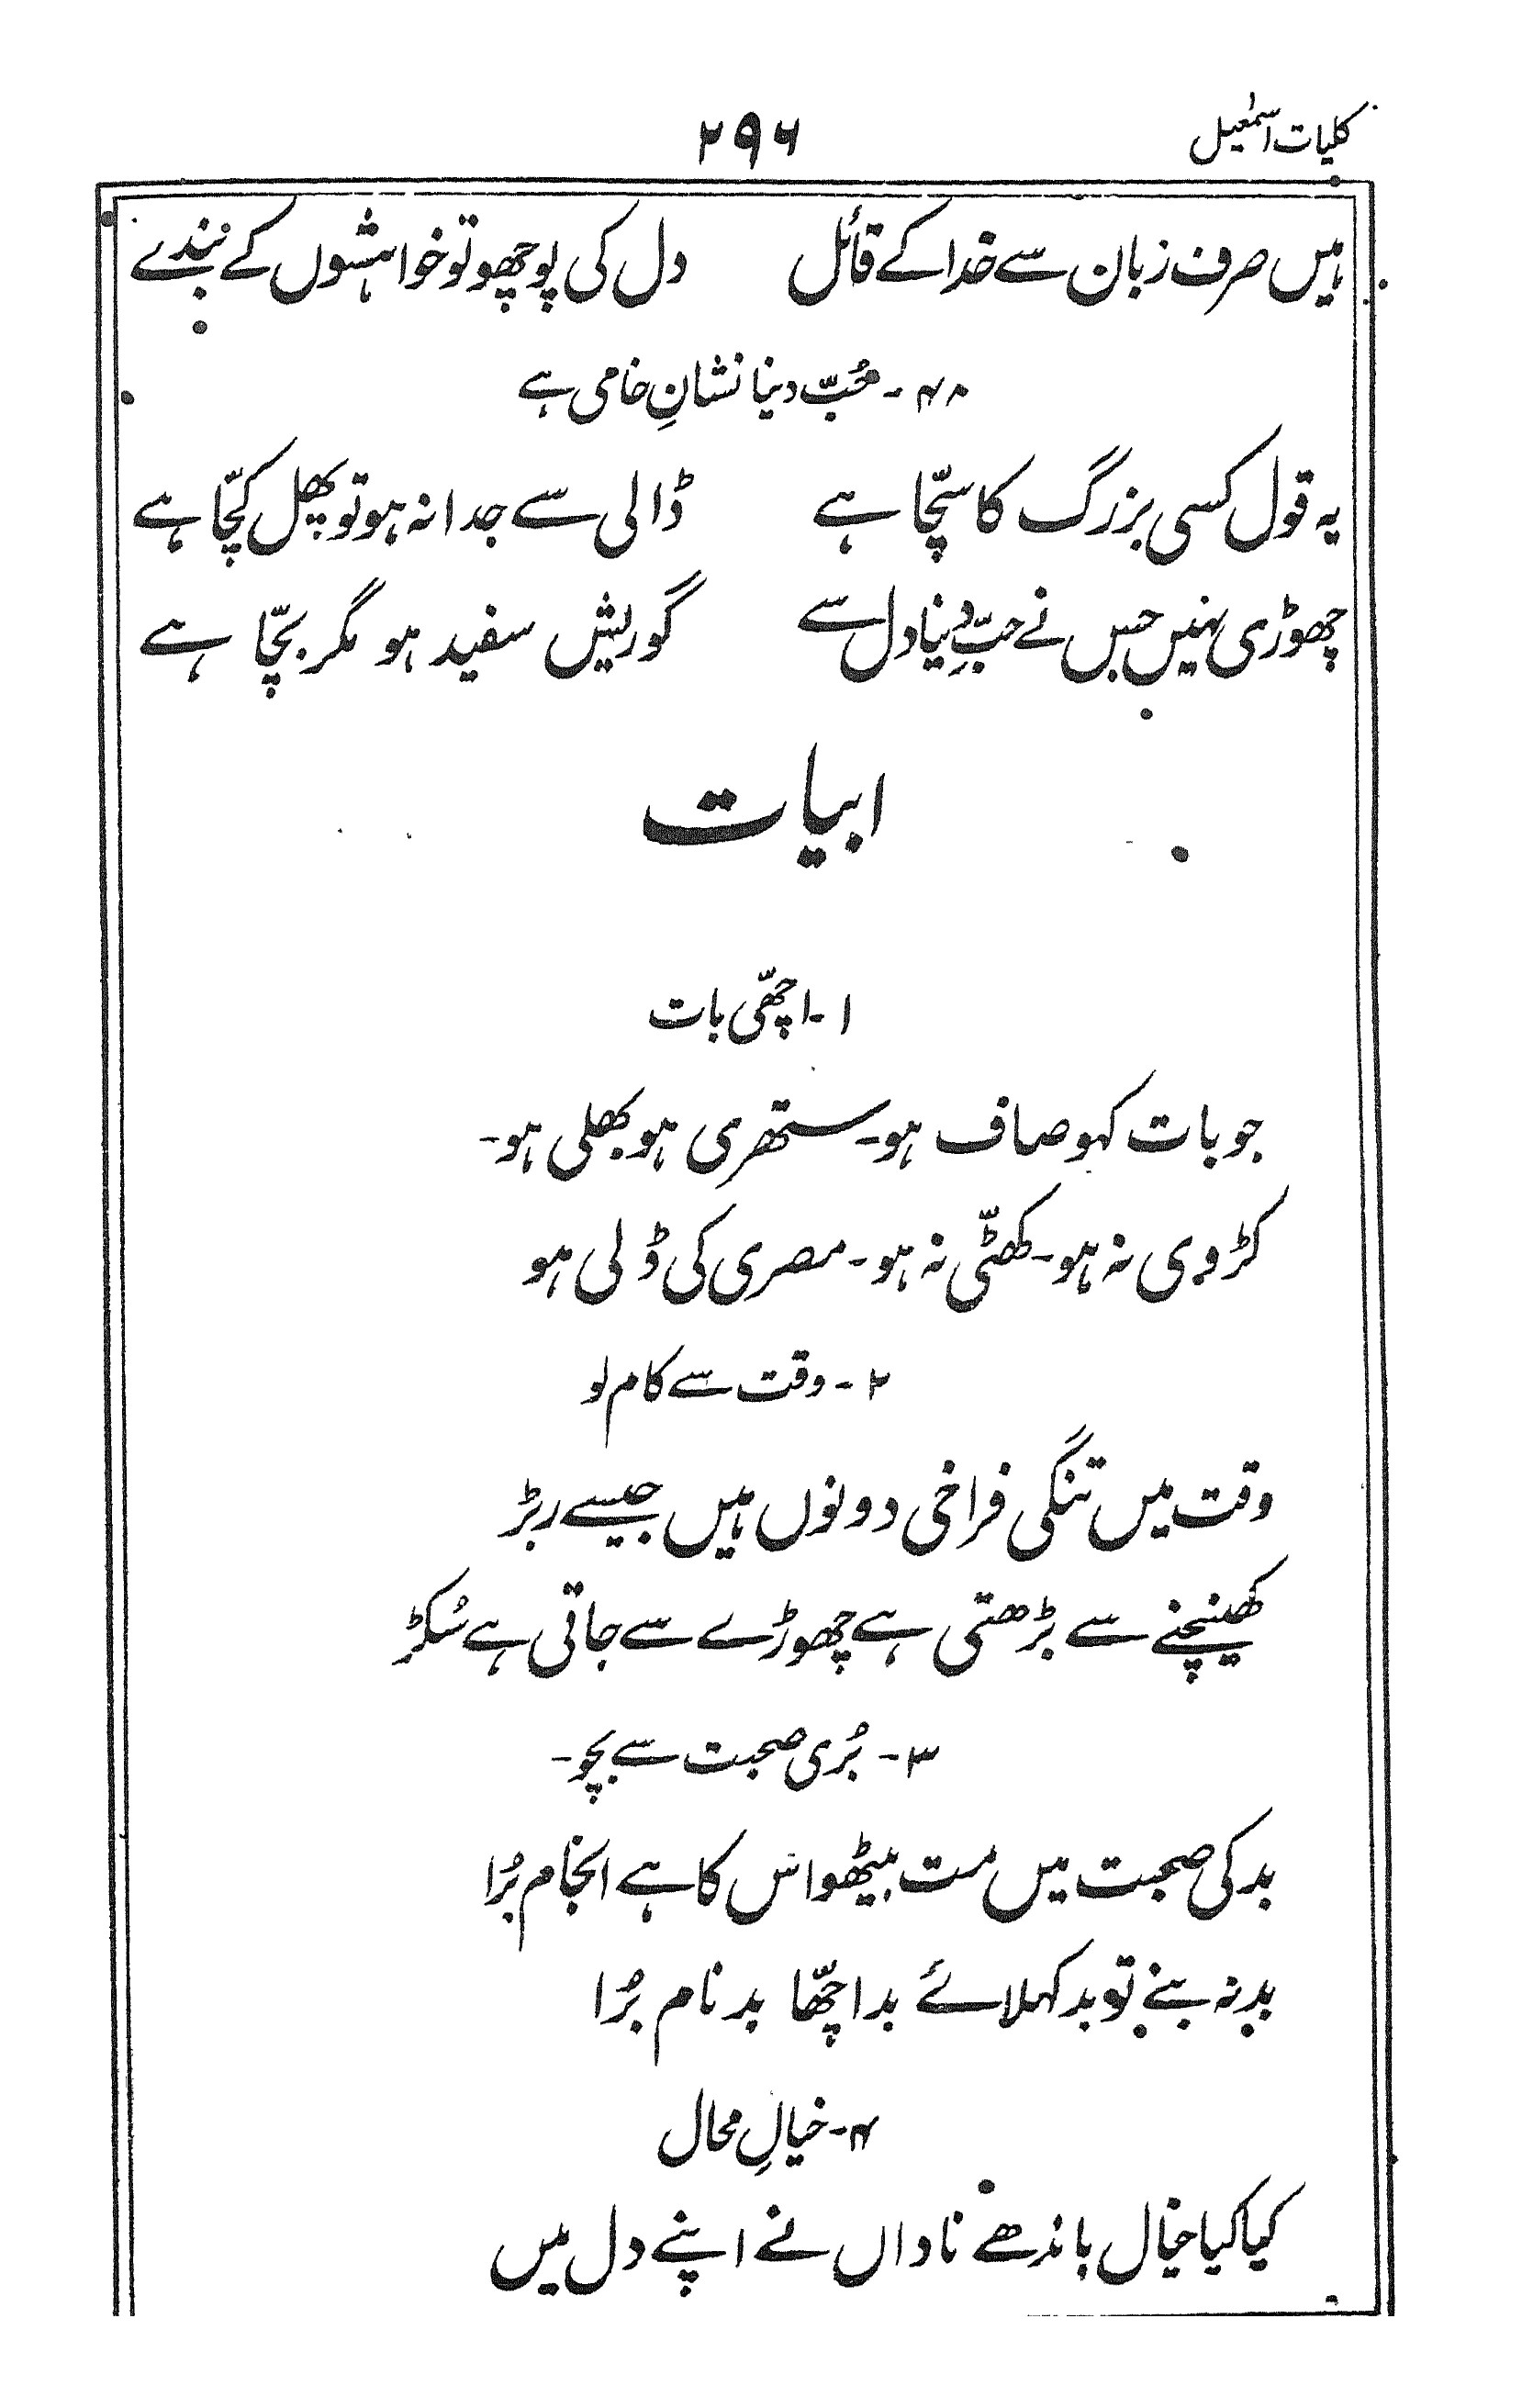 کلیات اسمٰعیل
۲۹۶
ہیں صرف زبان سے خدا کے قائل دل کی پوچھو تو خواہشوں کے بندے
۴۸ - حُبّ دنیا نشانِ خامی ہے
یہ قول کسی بزرگ کا سچّا ہے ڈالی سے جدا نہ ہو تو پھل کچّا ہے
چھوڑی نہیں جس نے حبِّ دنیا دل سے گو ریش سفید ہو مگر بچّا ہے
ابیات
۱ - اچھّی بات
جو بات کہو صاف ہو - ستھری ہو بھلی ہو -
کڑوی نہ ہو - کھٹّی نہ ہو - مصری کی ڈلی ہو
۲ - وقت سے کام لو
وقت میں تنگی فراخی دونوں ہیں جیسے ربڑ
کھینچنے سے بڑھتی ہے چھوڑے سے جاتی ہے سُکڑ
۳ - بُری صحبت سے بچو -
بد کی صحبت میں مت بیٹھو اس کا ہے انجام بُرا
بد نہ بنے تو بد کہلائے بد اچھّا بد نام بُرا
۴ - خیالِ محال
کیا کیا خیال باندھے ناداں نے اپنے دل میں